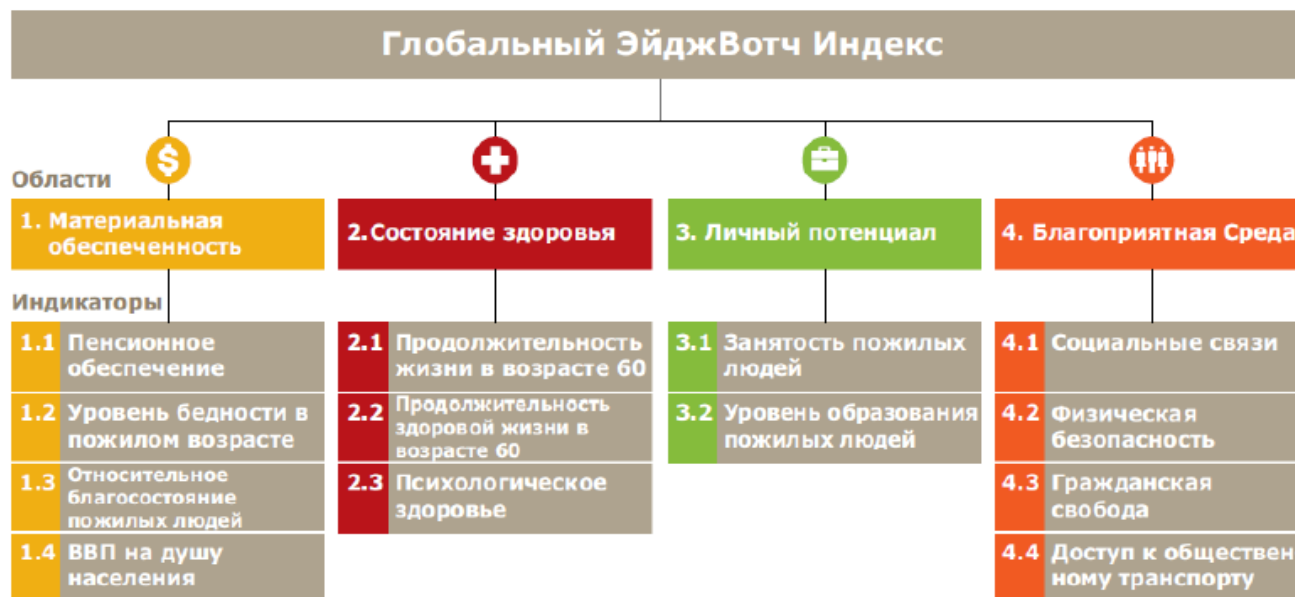 Глобальный ЭйджВотч Индекс
Области
1. Материальная
обеспеченность
2.Состояние здоровья
3. Личный потенциал
4. Благоприятная Среда
Индикаторы
1.1 Пенсионное
обеспечение
1.2 Уровень бедности в
пожилом возрасте
1.3 Относительное
благосостояние
пожилых людей
1.4 ВВП на душу
населения
2.1 Продолжительность
жизни в возрасте 60
2.2 Продолжительность
здоровой жизни в
возрасте 60
2.3 Психологическое
здоровье
3.1 Занятость пожилых
людей
3.2 Уровень образования
пожилых людей
4.1 Социальные связи
4.2 Физическая
безопасность
4.3 Гражданская
свобода
4.4 Доступ к обществен
ному транспорту